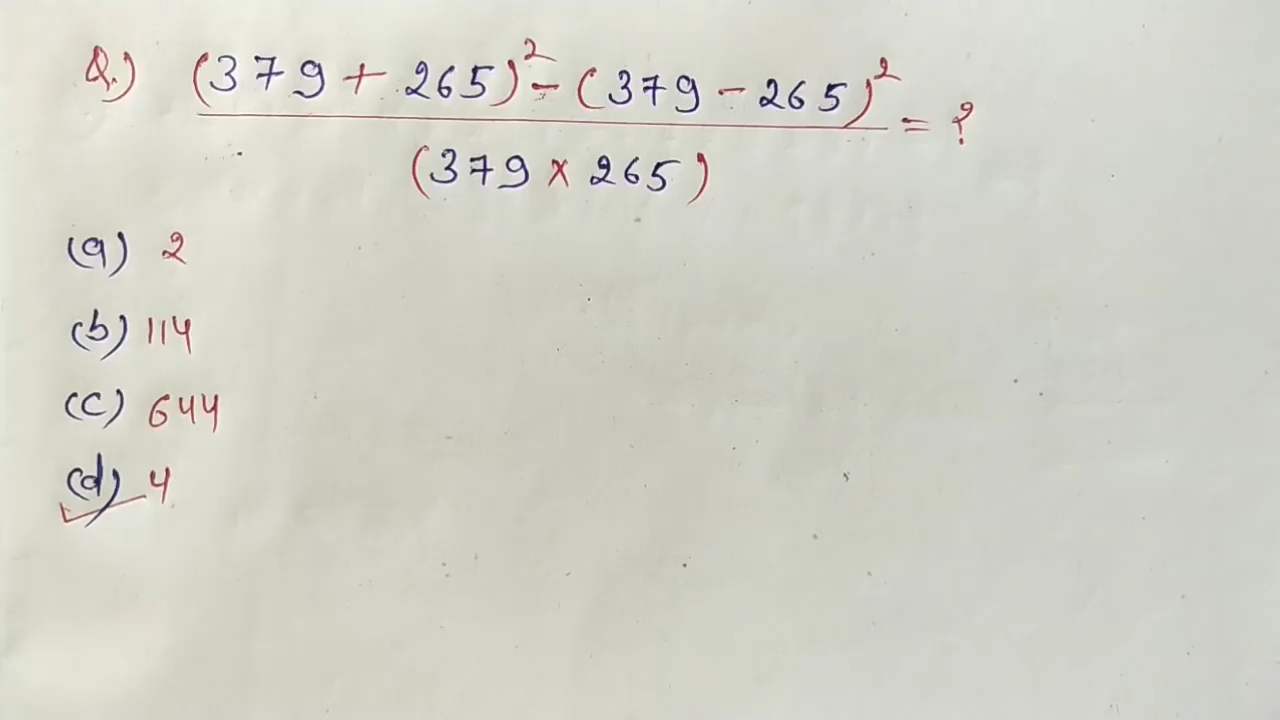 Q.) (379 + 265)² - (379 - 265)² = ?
(379 × 265)
(a) 2
(b) 114
(c) 644
(d) 4